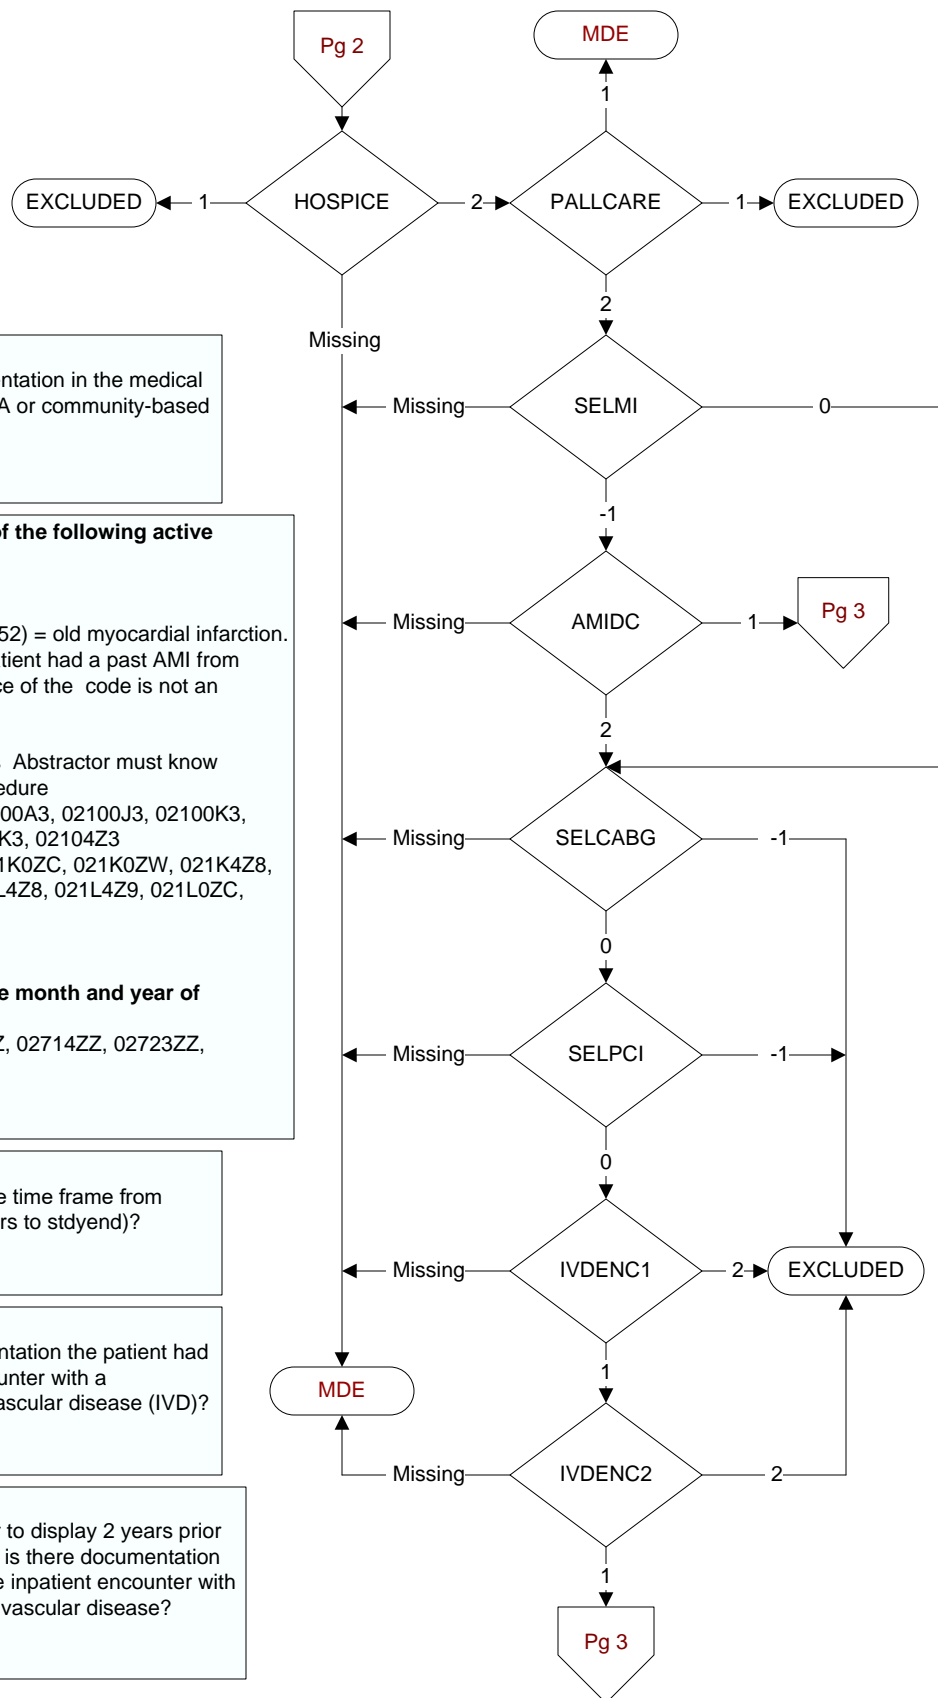 Pg 2
MDE
1
EXCLUDED
1
HOSPICE
2
PALLCARE
1
EXCLUDED
2
Missing
entation in the medical
A or community-based
Missing
SELMI
0
-1
of the following active
52) = old myocardial infarction.
atient had a past AMI from
ce of the code is not an
. Abstractor must know
edure
00A3, 02100J3, 02100K3,
K3, 02104Z3
1K0ZC, 021K0ZW, 021K4Z8,
L4Z8, 021L4Z9, 021L0ZC,
e month and year of
Z, 02714ZZ, 02723ZZ,
Missing
AMIDC
1
Pg 3
2
Missing
SELCABG
-1
0
Missing
SELPCI
-1
0
e time frame from
rs to stdyend)?
Missing
IVDENC1
2
EXCLUDED
1
ntation the patient had
unter with a
ascular disease (IVD)?
MDE
Missing
IVDENC2
2
r to display 2 years prior
, is there documentation
e inpatient encounter with
vascular disease?
1
Pg 3